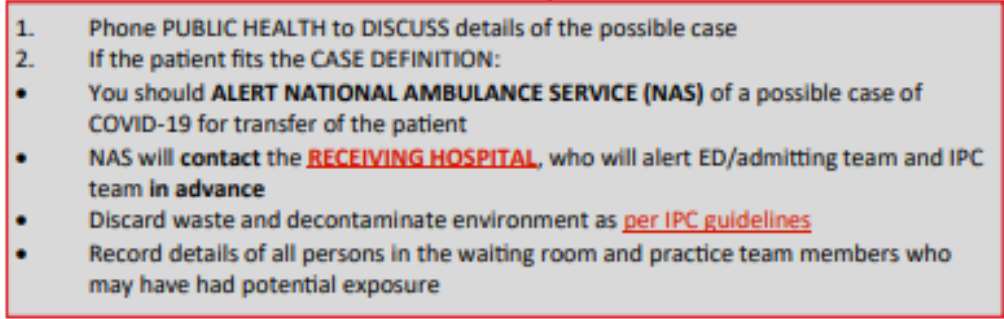 1. Phone PUBLIC HEALTH to DISCUSS details of the possible case
2. If the patient fits the CASE DEFINITION:
• You should ALERT NATIONAL AMBULANCE SERVICE (NAS) of a possible case of
COVID-19 for transfer of the patient
• NAS will contact the RECEIVING HOSPITAL, who will alert ED/admitting team and IPC
team in advance
• Discard waste and decontaminate environment as per IPC guidelines
• Record details of all persons in the waiting room and practice team members who
may have had potential exposure